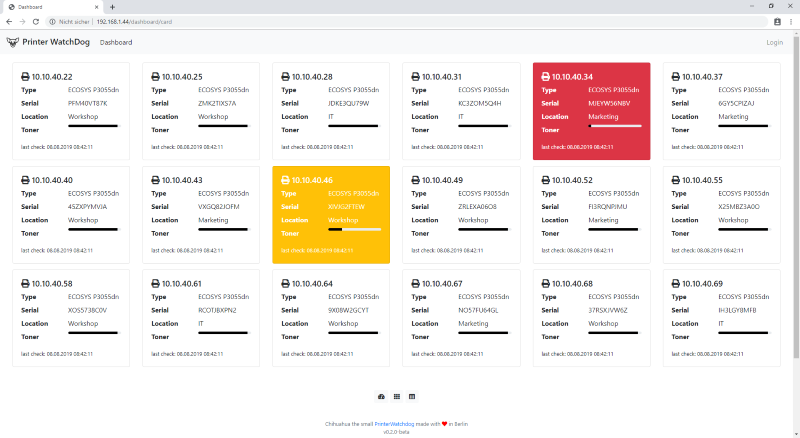 Dashboard
Nicht sicher | 192.168.1.44/dashboard/card
Printer WatchDog Dashboard Login
10.10.40.22 10.10.40.25 10.10.40.28 10.10.40.31 10.10.40.34 10.10.40.37
Type ECOSYS P3055dn Type ECOSYS P3055dn Type ECOSYS P3055dn Type ECOSYS P3055dn Type ECOSYS P3055dn Type ECOSYS P3055dn
Serial PFM40VT87K Serial ZMK2TIXS7A Serial JDKE3QU79W Serial KC3ZOM5Q4H Serial MJEYW56N8V Serial 6GY5CPIZAJ
Location Workshop Location Workshop Location IT Location IT Location Marketing Location Marketing
Toner Toner Toner Toner Toner Toner
last check: 08.08.2019 08:42:11 last check: 08.08.2019 08:42:11 last check: 08.08.2019 08:42:11 last check: 08.08.2019 08:42:11 last check: 08.08.2019 08:42:11 last check: 08.08.2019 08:42:11
10.10.40.40 10.10.40.43 10.10.40.46 10.10.40.49 10.10.40.52 10.10.40.55
Type ECOSYS P3055dn Type ECOSYS P3055dn Type ECOSYS P3055dn Type ECOSYS P3055dn Type ECOSYS P3055dn Type ECOSYS P3055dn
Serial 45ZXPYMVJA Serial VXGQ82JOFM Serial Serial ZRLEXA06O8 Serial FI3RQNPJMU Serial X25MBZ3A0O
Location Workshop Location Marketing Location Workshop Location Workshop Location Marketing Location Workshop
Toner Toner Toner Toner Toner Toner
last check: 08.08.2019 08:42:11 last check: 08.08.2019 08:42:11 last check: 08.08.2019 08:42:11 last check: 08.08.2019 08:42:11 last check: 08.08.2019 08:42:11 last check: 08.08.2019 08:42:11
10.10.40.58 10.10.40.61 10.10.40.64 10.10.40.67 10.10.40.68 10.10.40.69
Type ECOSYS P3055dn Type ECOSYS P3055dn Type ECOSYS P3055dn Type ECOSYS P3055dn Type ECOSYS P3055dn Type ECOSYS P3055dn
Serial XOS5738C0V Serial RCOTJBXPN2 Serial 9X08W2GCYT Serial NO57FU64GL Serial 37RSXJVW6Z Serial IH3LGY8MFB
Location Workshop Location IT Location Workshop Location Marketing Location Workshop Location IT
Toner Toner Toner Toner Toner Toner
last check: 08.08.2019 08:42:11 last check: 08.08.2019 08:42:11 last check: 08.08.2019 08:42:11 last check: 08.08.2019 08:42:11 last check: 08.08.2019 08:42:11 last check: 08.08.2019 08:42:11
Chihuahua the small PrinterWatchdog made with ❤ in Berlin
v0.2.0-beta